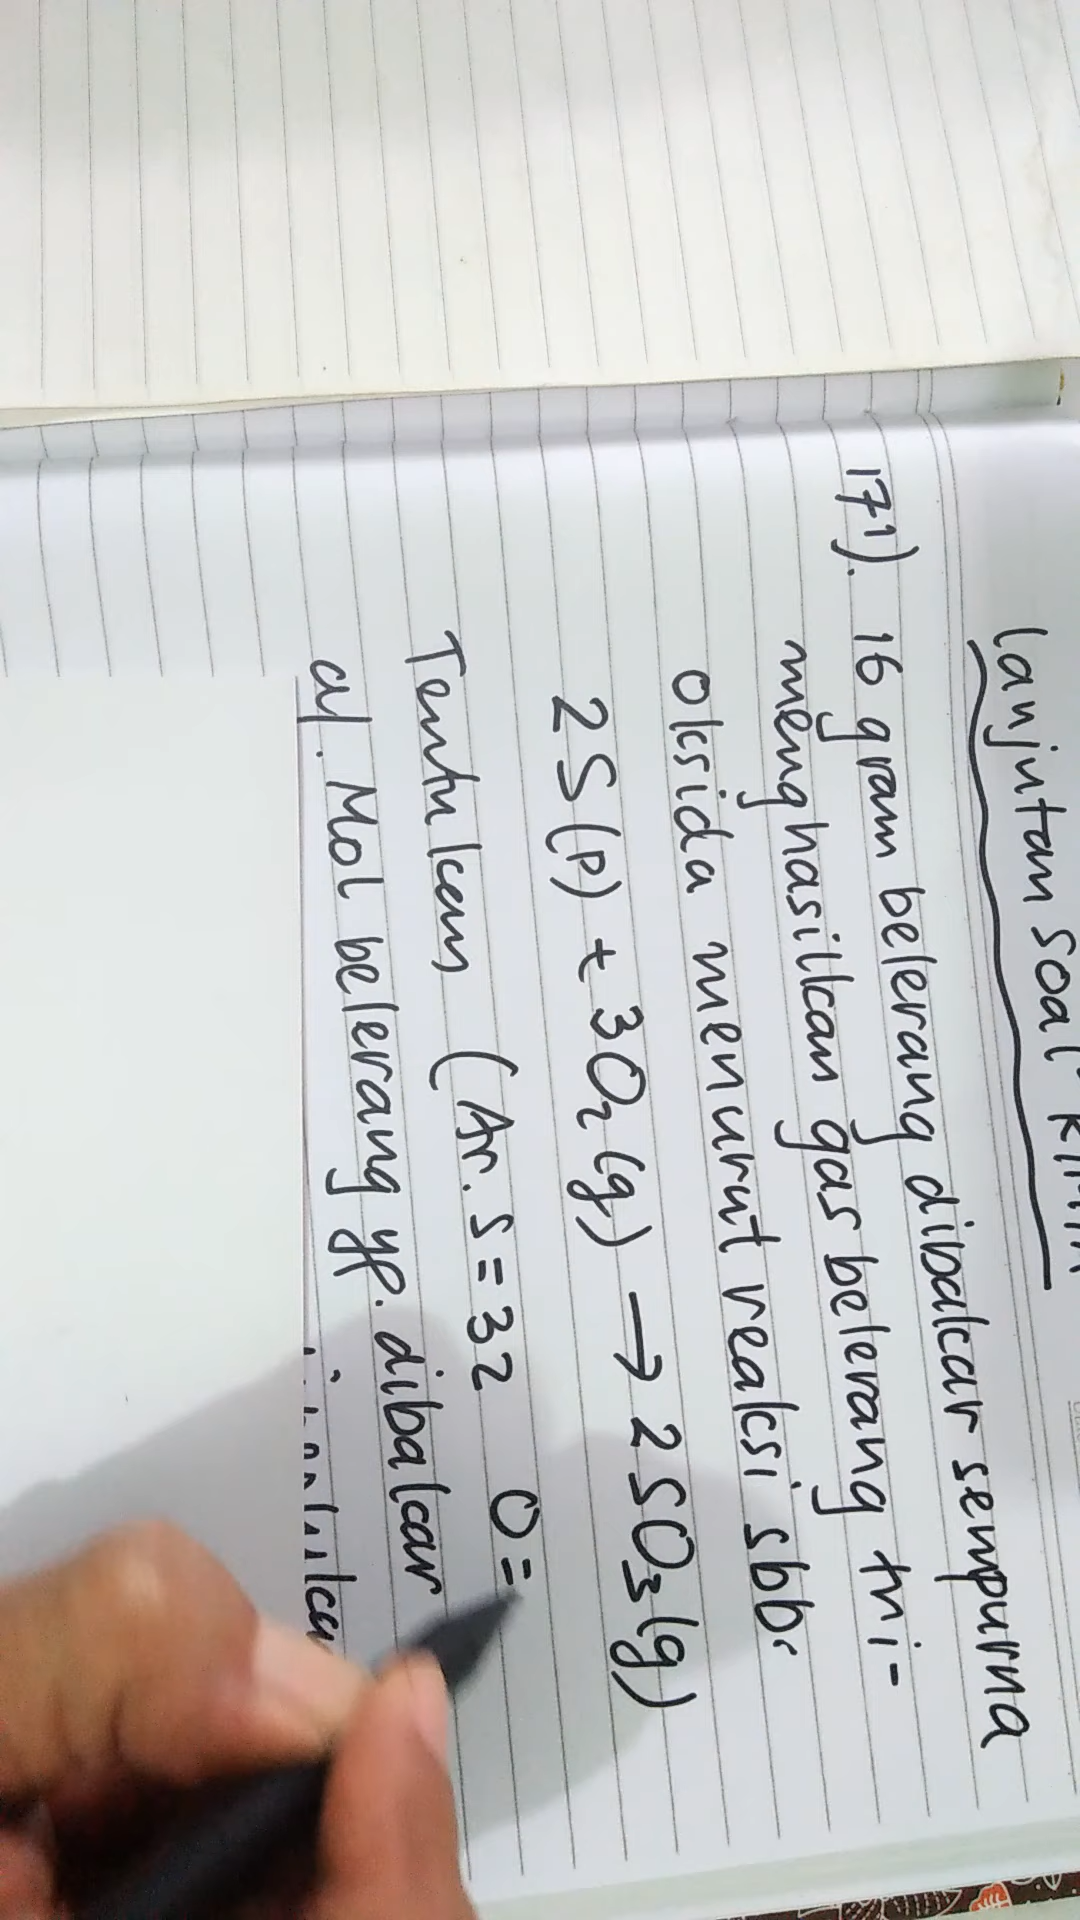 Lanjutan soal
171). 16 gram belerang dibakar sempurna
menghasilkan gas belerang tri-
oksida menurut reaksi sbb.
2S(p) + 3O₂(g) → 2SO₃(g)
Tentukan (Ar. S = 32 O =
a). Mol belerang yg. dibakar